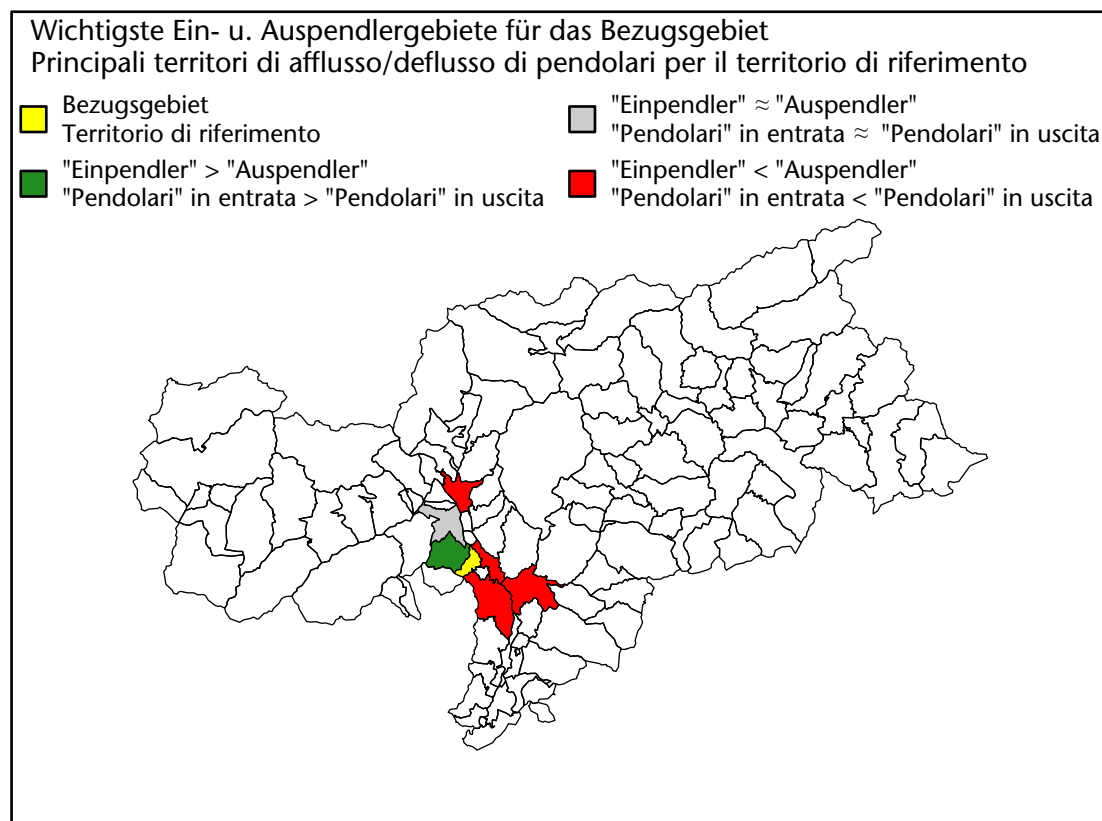 Wichtigste Ein- u. Auspendlergebiete für das Bezugsgebiet
Principali territori di afflusso/deflusso di pendolari per il territorio di riferimento
Bezugsgebiet
Territorio di riferimento
"Einpendler" > "Auspendler"
"Pendolari" in entrata > "Pendolari" in uscita
"Einpendler" ≈ "Auspendler"
"Pendolari" in entrata ≈ "Pendolari" in uscita
"Einpendler" < "Auspendler"
"Pendolari" in entrata < "Pendolari" in uscita